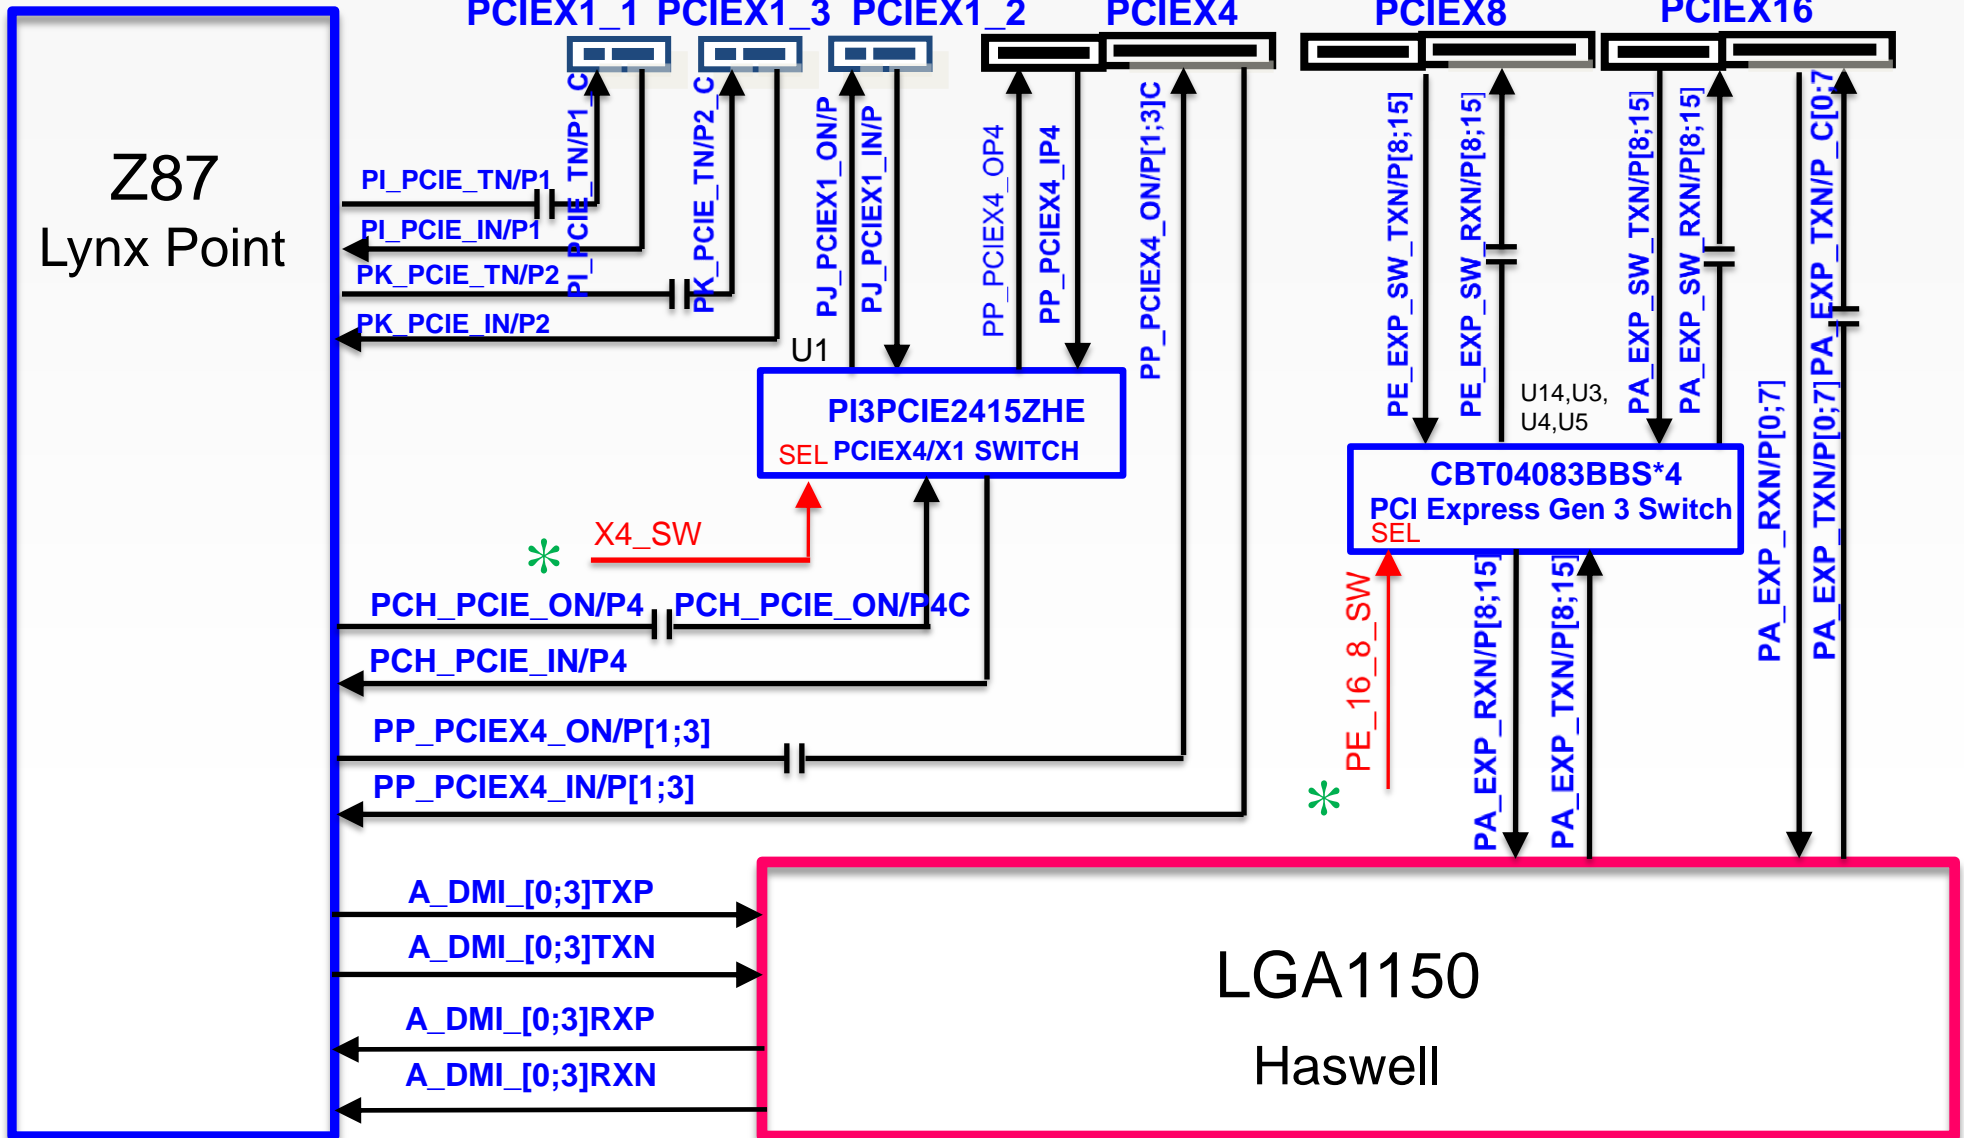 PCIEX1_1 PCIEX1_3 PCIEX1_2 PCIEX4 PCIEX8 PCIEX16
Z87
Lynx Point
PI_PCIE_TN/P1
PI_PCIE_IN/P1
PK_PCIE_TN/P2
PK_PCIE_IN/P2
PI_PCIE_TN/P1_C
PK_PCIE_TN/P2_C
PJ_PCIEX1_ON/P
PJ_PCIEX1_IN/P
PP_PCIEX4_OP4
PP_PCIEX4_IP4
PP_PCIEX4_ON/P[1;3]C
PE_EXP_SW_TXN/P[8;15]
PE_EXP_SW_RXN/P[8;15]
PA_EXP_SW_TXN/P[8;15]
PA_EXP_SW_RXN/P[8;15]
PA_EXP_TXN/P_C[0:7
U1
PI3PCIE2415ZHE
SEL PCIEX4/X1 SWITCH
U14,U3,
U4,U5
CBT04083BBS*4
PCI Express Gen 3 Switch
SEL
PA_EXP_RXN/P[0;7]
PA_EXP_TXN/P[0;7]
X4_SW
*
PCH_PCIE_ON/P4 PCH_PCIE_ON/P4C
PCH_PCIE_IN/P4
PP_PCIEX4_ON/P[1;3]
PP_PCIEX4_IN/P[1;3]
PE_16_8_SW
*
PA_EXP_RXN/P[8;15]
PA_EXP_TXN/P[8;15]
A_DMI_[0;3]TXP
A_DMI_[0;3]TXN
A_DMI_[0;3]RXP
A_DMI_[0;3]RXN
LGA1150
Haswell